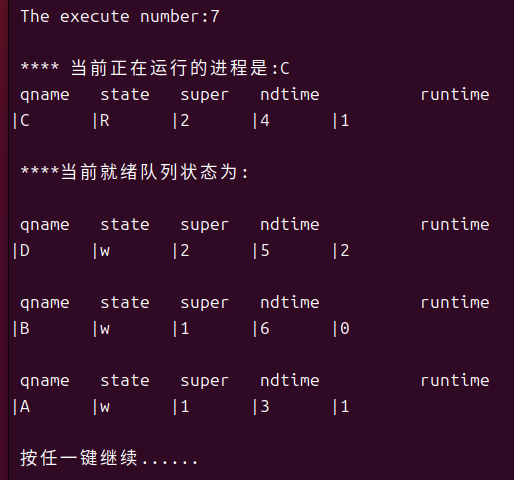 The execute number:7
**** 当前正在运行的进程是:C
qname state super ndtime runtime
|C |R |2 |4 |1
****当前就绪队列状态为:
qname state super ndtime runtime
|D |w |2 |5 |2
qname state super ndtime runtime
|B |w |1 |6 |0
qname state super ndtime runtime
|A |w |1 |3 |1
按任一键继续......